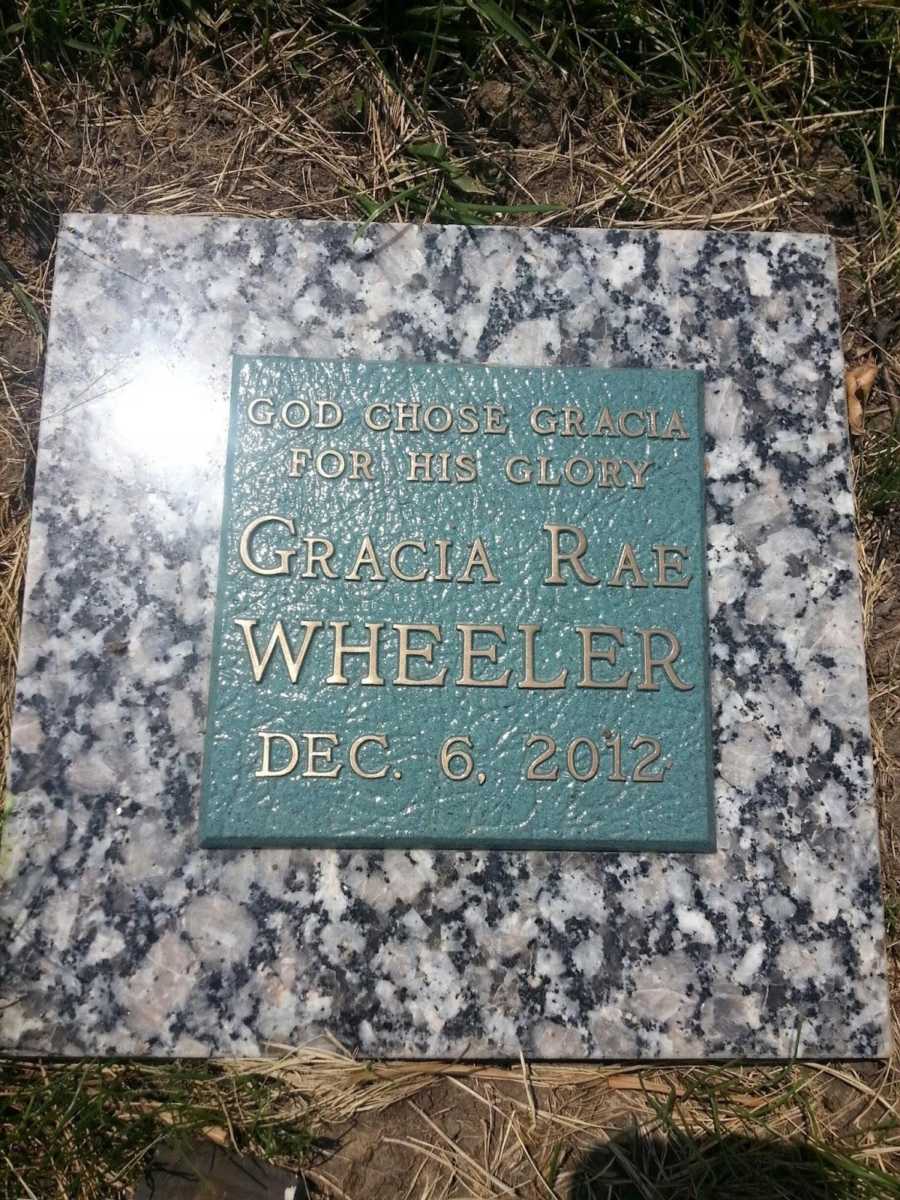 GOD CHOSE GRACIA
FOR HIS GLORY
GRACIA RAE
WHEELER
DEC. 6, 2012